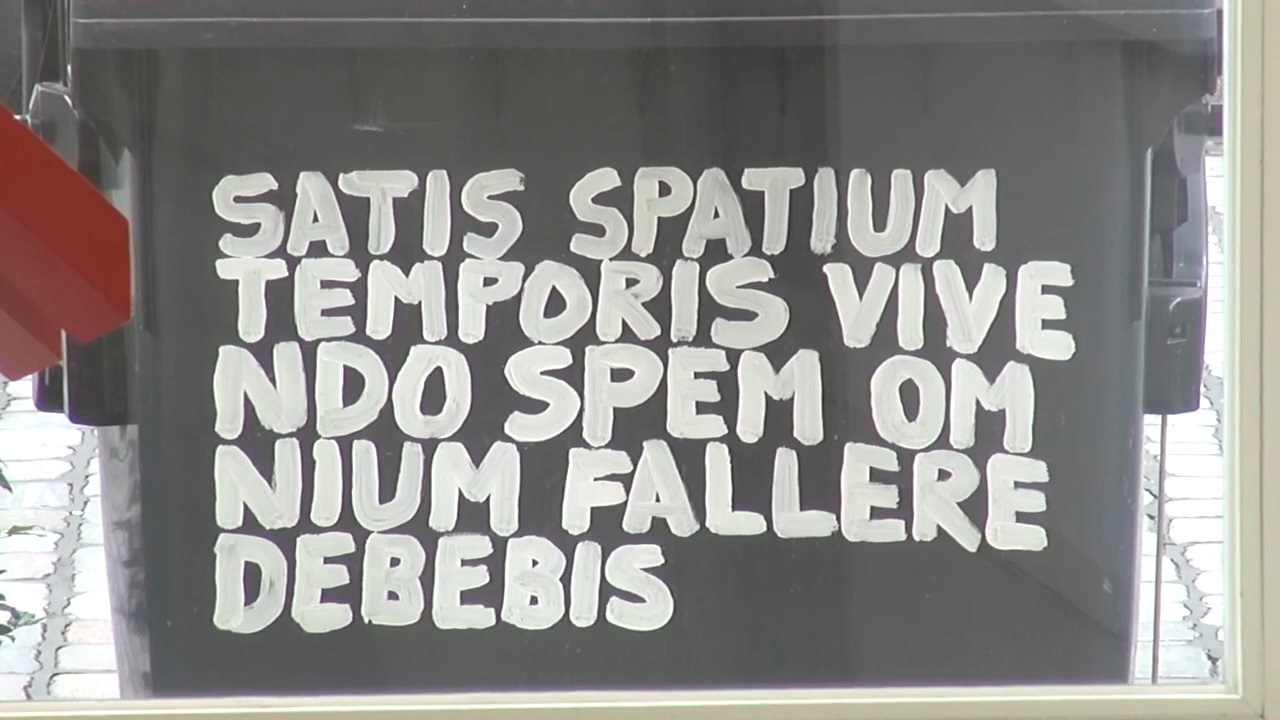 SATIS SPATIUM
TEMPORIS VIVE
NDO SPEM OM
NIUM FALLERE
DEBEBIS